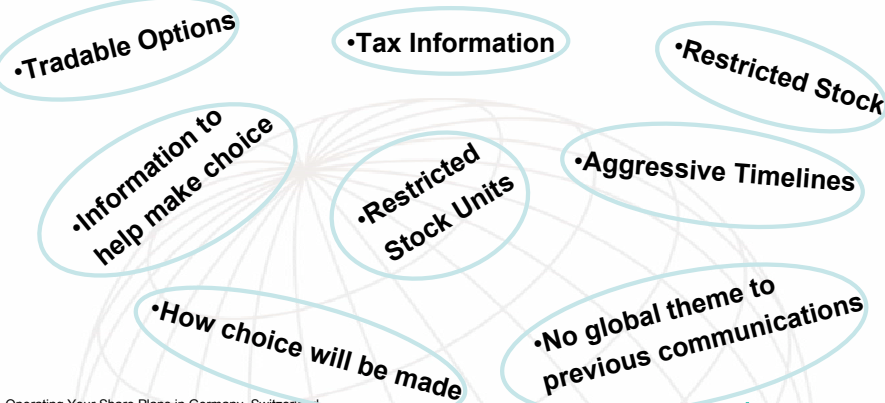 •Tradable Options
•Tax Information
•Restricted Stock
•Information to
help make choice
•Restricted
Stock Units
•Aggressive Timelines
•How choice will be made
•No global theme to
previous communications
Operating Your Share Plans in Germany,